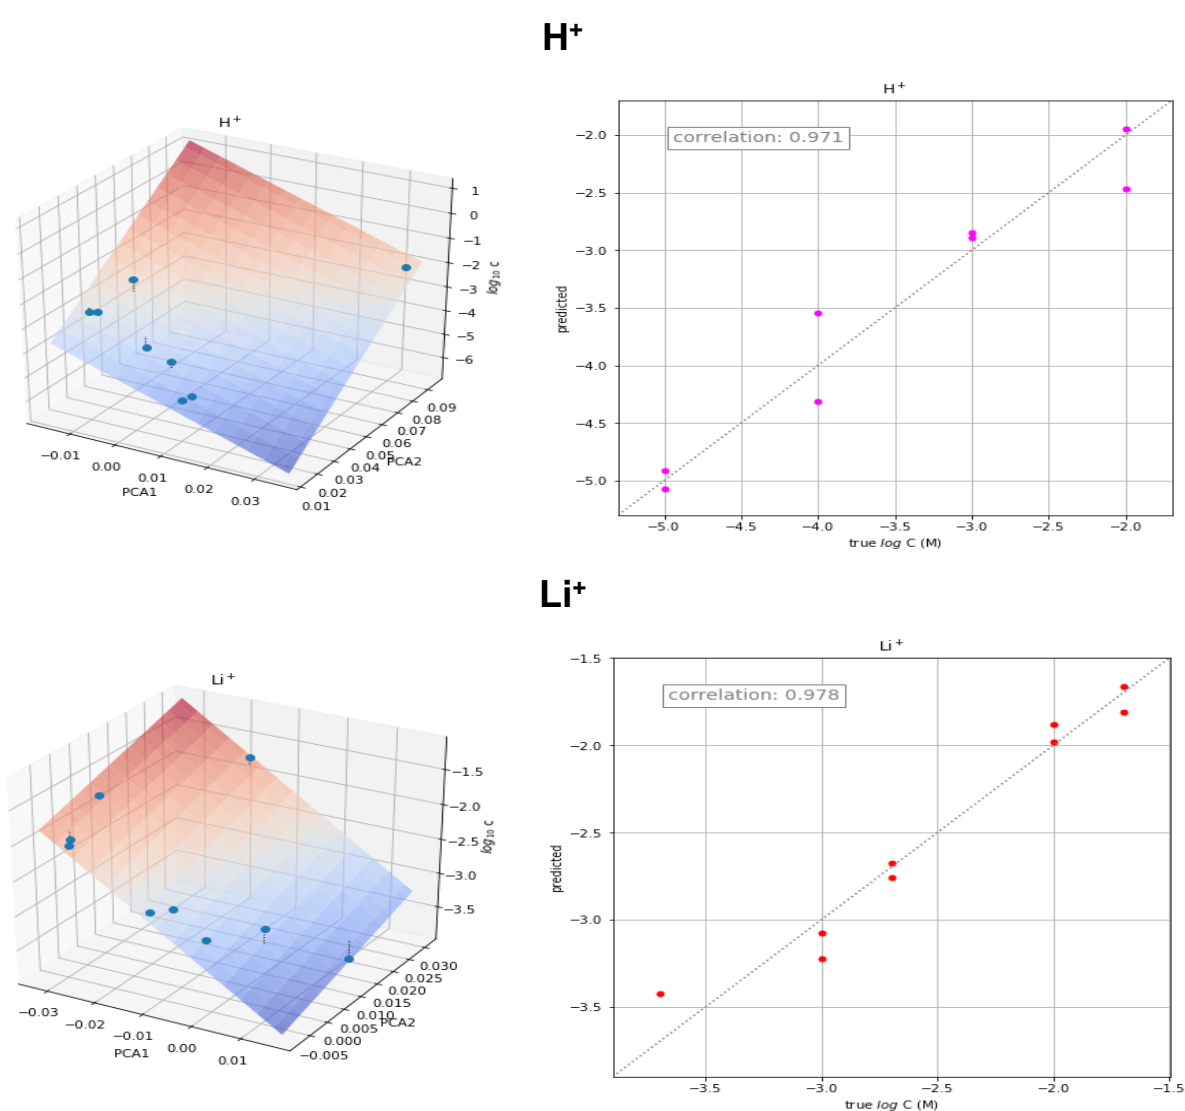 H⁺
H⁺
1
0
−1
−2
−3
−4
−5
−6
log₁₀ c
−0.01
0.00
0.01
0.02
0.03
PCA1
0.01
0.02
0.03
0.04
0.05
0.06
0.07
0.08
0.09
PCA2
H⁺
correlation: 0.971
−2.0
−2.5
−3.0
−3.5
−4.0
−4.5
−5.0
predicted
−5.0 −4.5 −4.0 −3.5 −3.0 −2.5 −2.0
true log C (M)
Li⁺
Li⁺
−1.5
−2.0
−2.5
−3.0
−3.5
log₁₀ c
−0.03
−0.02
−0.01
0.00
0.01
PCA1
−0.005
0.000
0.005
0.010
0.015
0.020
0.025
0.030
PCA2
Li⁺
correlation: 0.978
−1.5
−2.0
−2.5
−3.0
−3.5
predicted
−3.5 −3.0 −2.5 −2.0 −1.5
true log C (M)